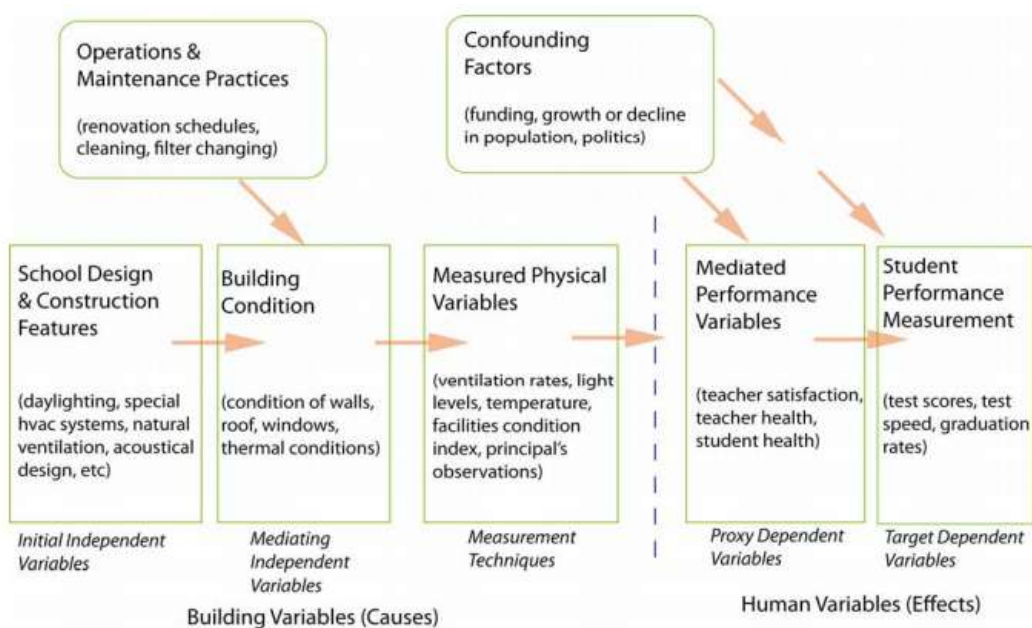 Operations &
Maintenance Practices
(renovation schedules,
cleaning, filter changing)
Confounding
Factors
(funding, growth or decline
in population, politics)
School Design
& Construction
Features
(daylighting, special
hvac systems, natural
ventilation, acoustical
design, etc)
Initial Independent
Variables
Building
Condition
(condition of walls,
roof, windows,
thermal conditions)
Mediating
Independent
Variables
Measured Physical
Variables
(ventilation rates, light
levels, temperature,
facilities condition
index, principal's
observations)
Measurement
Techniques
Mediated
Performance
Variables
(teacher satisfaction,
teacher health,
student health)
Proxy Dependent
Variables
Student
Performance
Measurement
(test scores, test
speed, graduation
rates)
Target Dependent
Variables
Building Variables (Causes)
Human Variables (Effects)